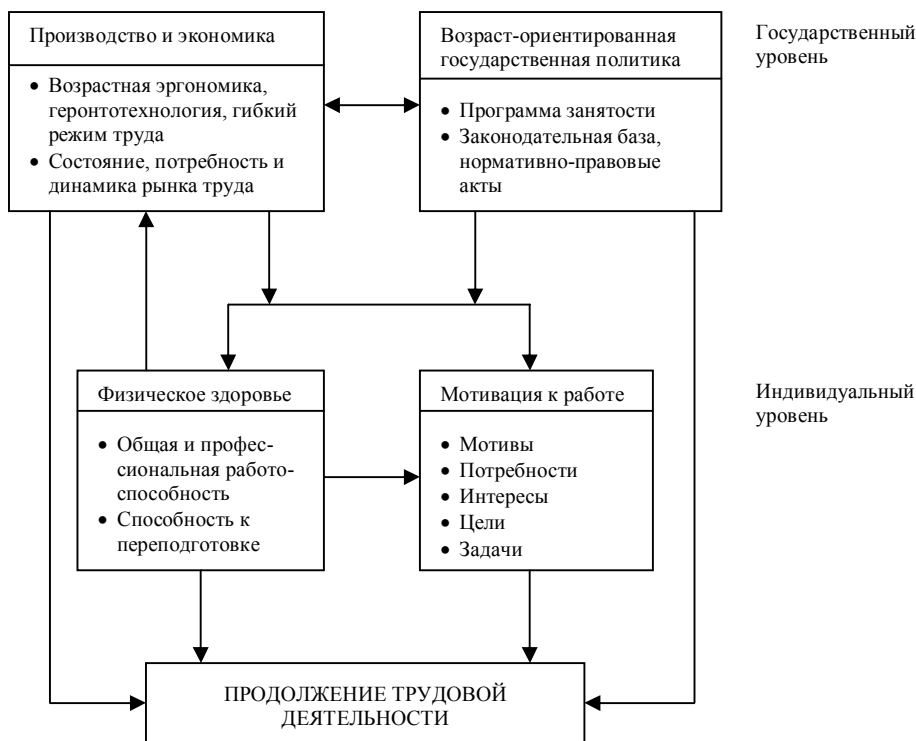 Производство и экономика
• Возрастная эргономика,
геронтотехнология, гибкий
режим труда
• Состояние, потребность и
динамика рынка труда
Возраст-ориентированная
государственная политика
• Программа занятости
• Законодательная база,
нормативно-правовые
акты
Государственный
уровень
Физическое здоровье
• Общая и профес-
сиональная работо-
способность
• Способность к
переподготовке
Мотивация к работе
• Мотивы
• Потребности
• Интересы
• Цели
• Задачи
Индивидуальный
уровень
ПРОДОЛЖЕНИЕ ТРУДОВОЙ
ДЕЯТЕЛЬНОСТИ